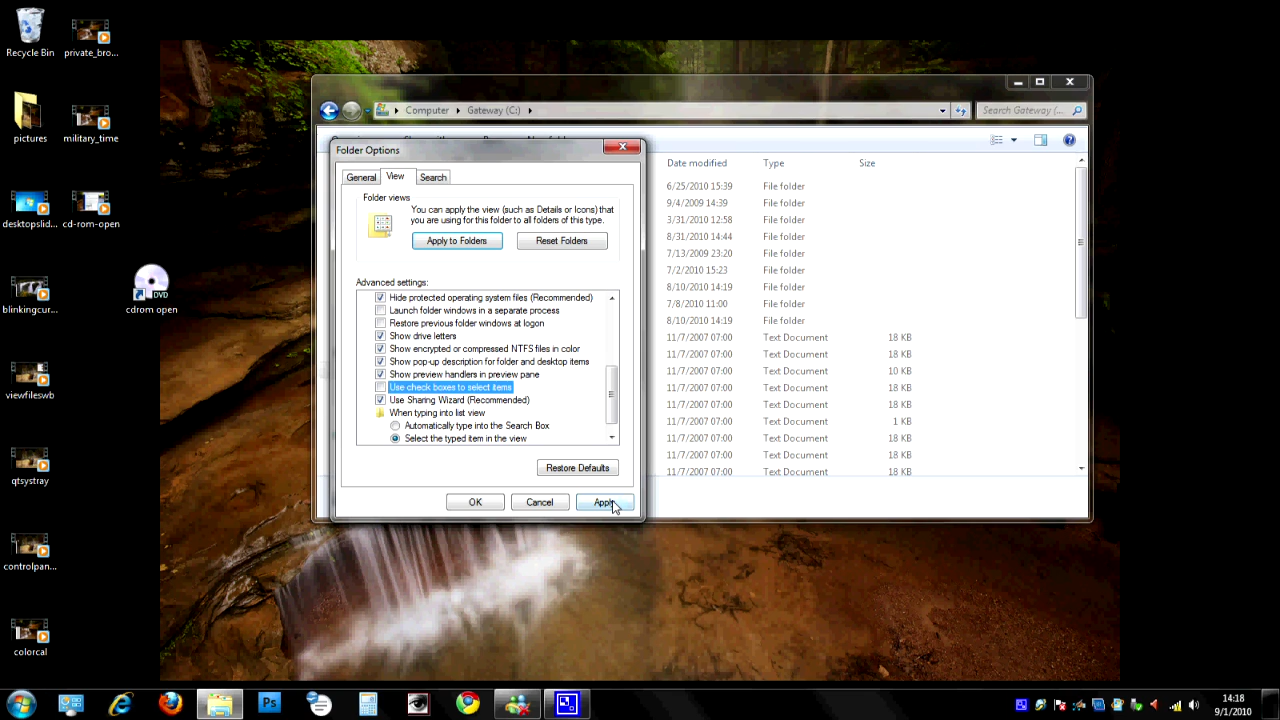 Recycle Bin
private_bro...
pictures
military_time
desktopslid...
cd-rom-open
blinkingcur...
DVD
cdrom open
viewfileswb
qtsystray
controlpan...
colorcal
Computer
Gateway (C:)
Search Gateway (...
Folder Options
General
View
Search
Folder views
You can apply the view (such as Details or Icons) that
you are using for this folder to all folders of this type.
Apply to Folders
Reset Folders
Advanced settings:
Hide protected operating system files (Recommended)
Launch folder windows in a separate process
Restore previous folder windows at logon
Show drive letters
Show encrypted or compressed NTFS files in color
Show pop-up description for folder and desktop items
Show preview handlers in preview pane
Use check boxes to select items
Use Sharing Wizard (Recommended)
When typing into list view
Automatically type into the Search Box
Select the typed item in the view
Restore Defaults
OK
Cancel
Apply
Date modified Type Size
6/25/2010 15:39 File folder
9/4/2009 14:39 File folder
3/31/2010 12:58 File folder
8/31/2010 14:44 File folder
7/13/2009 23:20 File folder
7/2/2010 15:23 File folder
8/10/2010 14:19 File folder
7/8/2010 11:00 File folder
8/10/2010 14:19 File folder
11/7/2007 07:00 Text Document 18 KB
11/7/2007 07:00 Text Document 18 KB
11/7/2007 07:00 Text Document 10 KB
11/7/2007 07:00 Text Document 18 KB
11/7/2007 07:00 Text Document 18 KB
11/7/2007 07:00 Text Document 1 KB
11/7/2007 07:00 Text Document 18 KB
11/7/2007 07:00 Text Document 18 KB
11/7/2007 07:00 Text Document 18 KB
Ps
14:18
9/1/2010